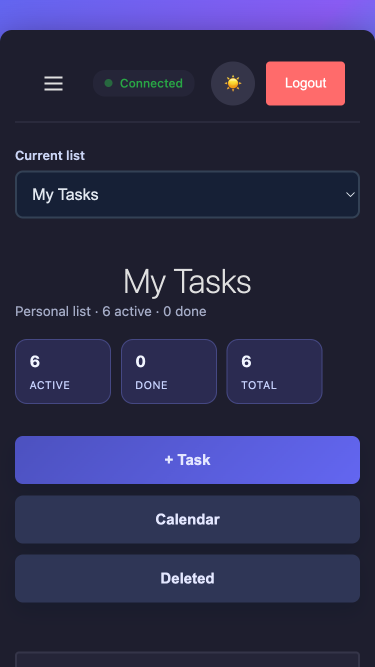 Connected
Logout
Current list
My Tasks
My Tasks
Personal list · 6 active · 0 done
6
ACTIVE
0
DONE
6
TOTAL
+ Task
Calendar
Deleted